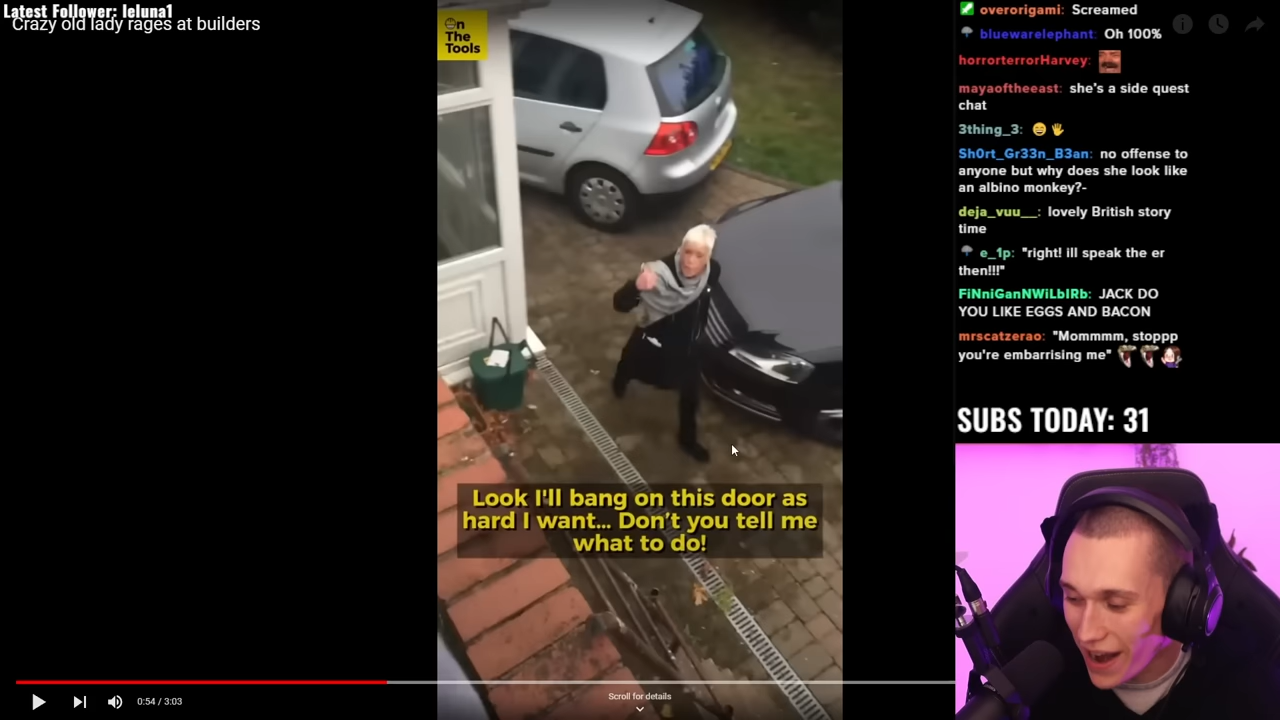 Latest Follower: leluna1
Crazy old lady rages at builders
On
The
Tools
Look I'll bang on this door as
hard I want... Don't you tell me
what to do!
0:54 / 3:03
Scroll for details
overorigami: Screamed
bluewarelephant: Oh 100%
horrorterrorHarvey:
mayaoftheeast: she's a side quest
chat
3thing_3: 😄 🖐
Sh0rt_Gr33n_B3an: no offense to
anyone but why does she look like
an albino monkey?-
deja_vuu__: lovely British story
time
e_1p: "right! ill speak the er
then!!!"
FiNniGanNWiLbIRb: JACK DO
YOU LIKE EGGS AND BACON
mrscatzerao: "Mommmm, stoppp
you're embarrising me"
SUBS TODAY: 31